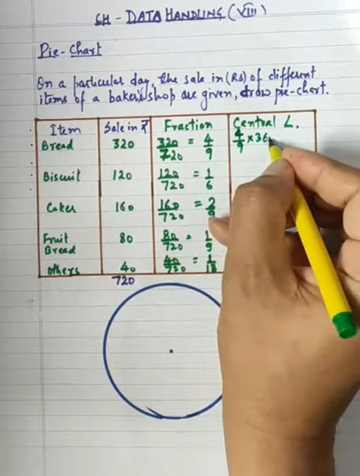 CH - DATA HANDLING (VIII)
Pie-Chart
On a particular day, the sale in (Rs) of different
items of a baker's shop are given, draw pie-chart.
Item Sale in ₹ Fraction Central ∠.
Bread 320 320/720 = 4/9 4/9 × 36
Biscuit 120 120/720 = 1/6
Cakes 160 160/720 = 2/9
Fruit Bread 80 80/720 = 1/9
Others 40 40/720 = 1/18
720